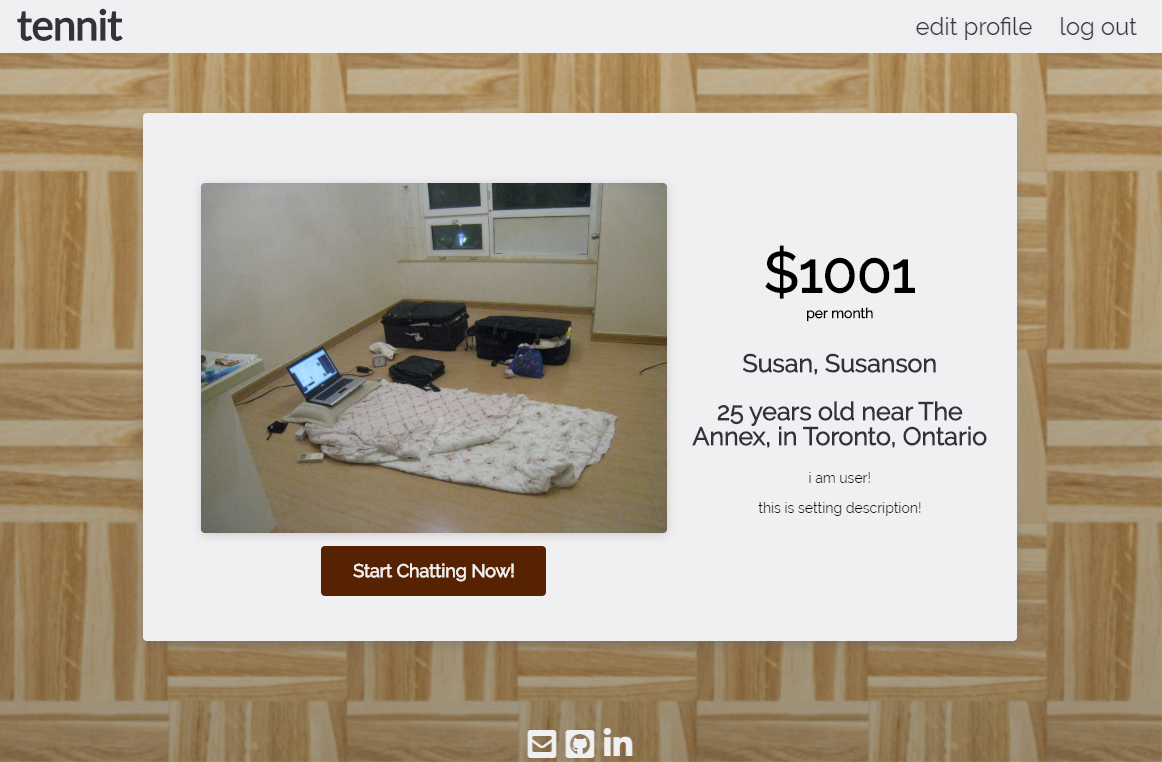 tennit
edit profile
log out
$1001
per month
Susan, Susanson
25 years old near The
Annex, in Toronto, Ontario
i am user!
this is setting description!
Start Chatting Now!
in